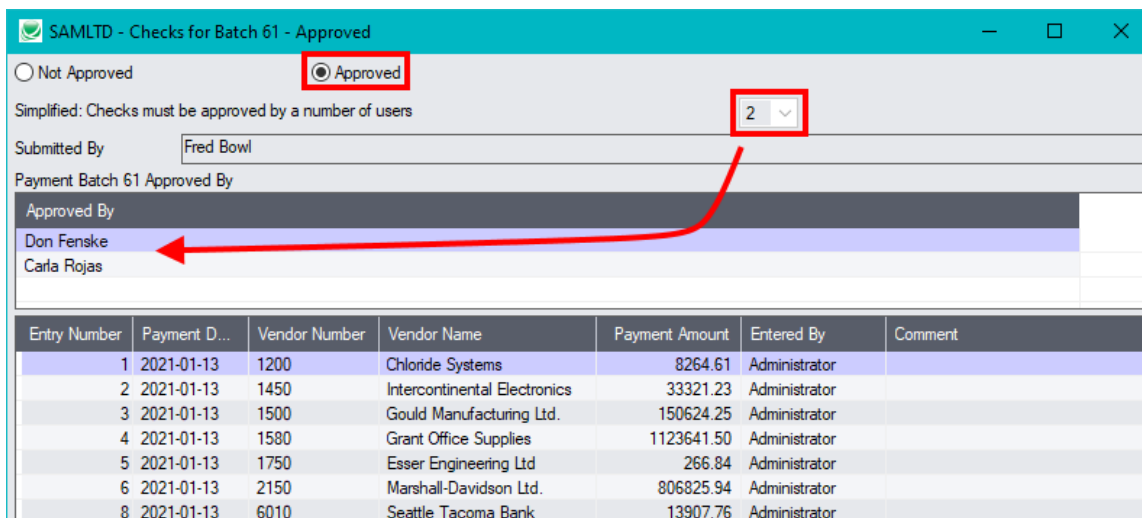 SAMLTD - Checks for Batch 61 - Approved
Not Approved Approved
Simplified: Checks must be approved by a number of users 2
Submitted By Fred Bowl
Payment Batch 61 Approved By
Approved By
Don Fenske
Carla Rojas
Entry Number Payment D... Vendor Number Vendor Name Payment Amount Entered By Comment
1 2021-01-13 1200 Chloride Systems 8264.61 Administrator
2 2021-01-13 1450 Intercontinental Electronics 33321.23 Administrator
3 2021-01-13 1500 Gould Manufacturing Ltd. 150624.25 Administrator
4 2021-01-13 1580 Grant Office Supplies 1123641.50 Administrator
5 2021-01-13 1750 Esser Engineering Ltd 266.84 Administrator
6 2021-01-13 2150 Marshall-Davidson Ltd. 806825.94 Administrator
8 2021-01-13 6010 Seattle Tacoma Bank 13907.76 Administrator